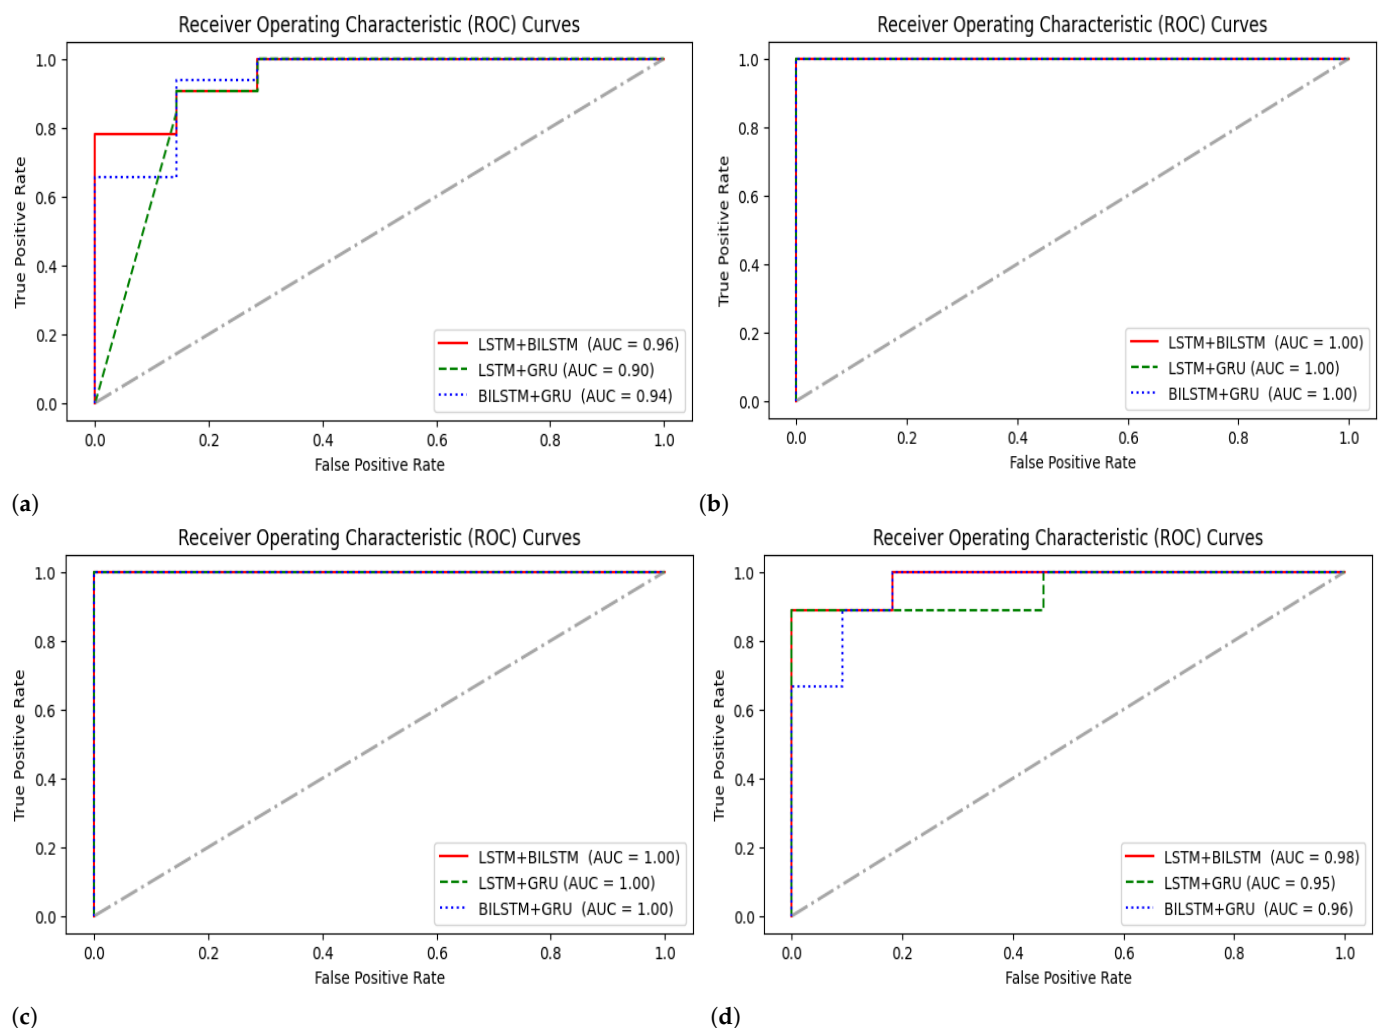 Receiver Operating Characteristic (ROC) Curves
1.0
0.8
0.6
0.4
0.2
0.0
True Positive Rate
LSTM+BILSTM (AUC = 0.96)
LSTM+GRU (AUC = 0.90)
BILSTM+GRU (AUC = 0.94)
0.0 0.2 0.4 0.6 0.8 1.0
False Positive Rate
(a)
Receiver Operating Characteristic (ROC) Curves
1.0
0.8
0.6
0.4
0.2
0.0
True Positive Rate
LSTM+BILSTM (AUC = 1.00)
LSTM+GRU (AUC = 1.00)
BILSTM+GRU (AUC = 1.00)
0.0 0.2 0.4 0.6 0.8 1.0
False Positive Rate
(b)
Receiver Operating Characteristic (ROC) Curves
1.0
0.8
0.6
0.4
0.2
0.0
True Positive Rate
LSTM+BILSTM (AUC = 1.00)
LSTM+GRU (AUC = 1.00)
BILSTM+GRU (AUC = 1.00)
0.0 0.2 0.4 0.6 0.8 1.0
False Positive Rate
(c)
Receiver Operating Characteristic (ROC) Curves
1.0
0.8
0.6
0.4
0.2
0.0
True Positive Rate
LSTM+BILSTM (AUC = 0.98)
LSTM+GRU (AUC = 0.95)
BILSTM+GRU (AUC = 0.96)
0.0 0.2 0.4 0.6 0.8 1.0
False Positive Rate
(d)